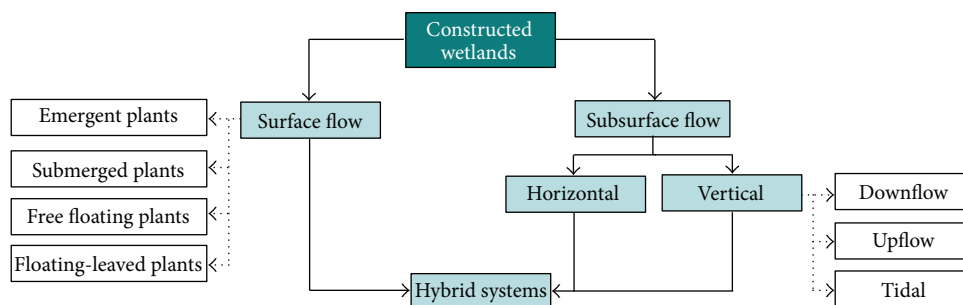 Constructed
wetlands
Emergent plants
Surface flow
Subsurface flow
Submerged plants
Horizontal
Vertical
Downflow
Free floating plants
Upflow
Floating-leaved plants
Hybrid systems
Tidal